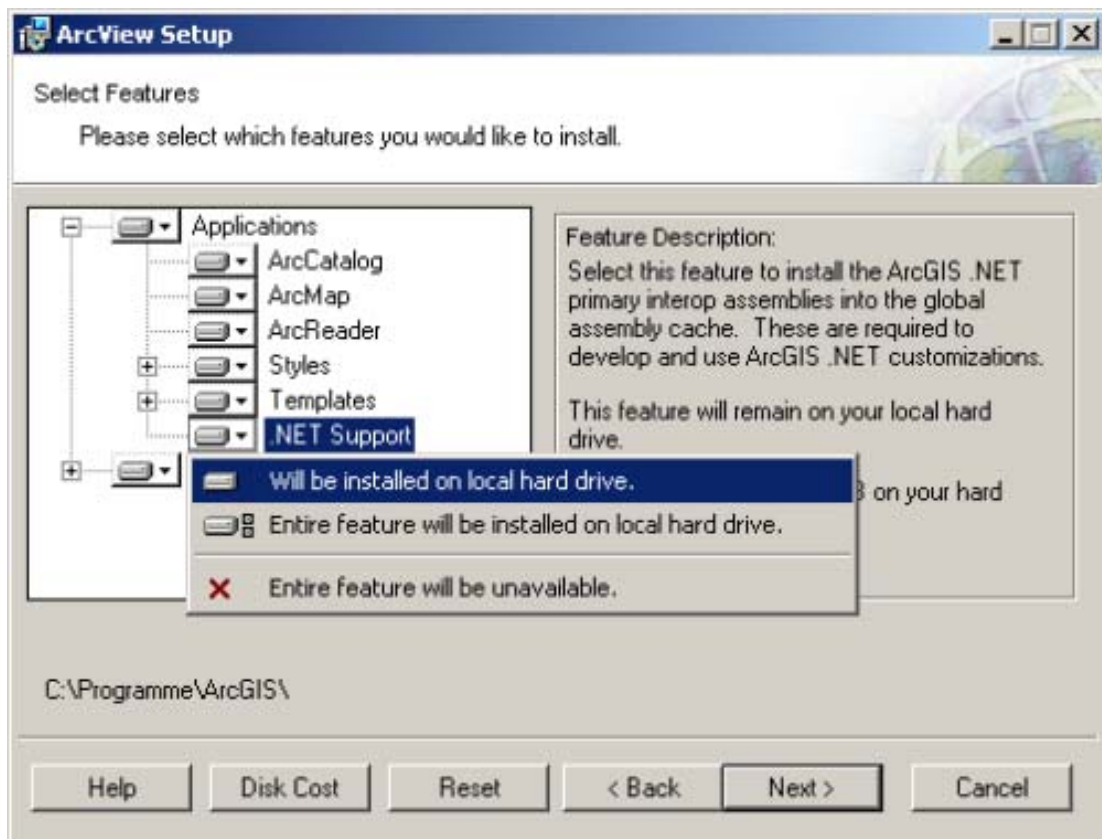 ArcView Setup
Select Features
Please select which features you would like to install.
Applications
ArcCatalog
ArcMap
ArcReader
Styles
Templates
.NET Support
Will be installed on local hard drive.
Entire feature will be installed on local hard drive.
Entire feature will be unavailable.
Feature Description:
Select this feature to install the ArcGIS .NET
primary interop assemblies into the global
assembly cache. These are required to
develop and use ArcGIS .NET customizations.
This feature will remain on your local hard
drive.
on your hard
C:\Programme\ArcGIS\
Help
Disk Cost
Reset
< Back
Next >
Cancel